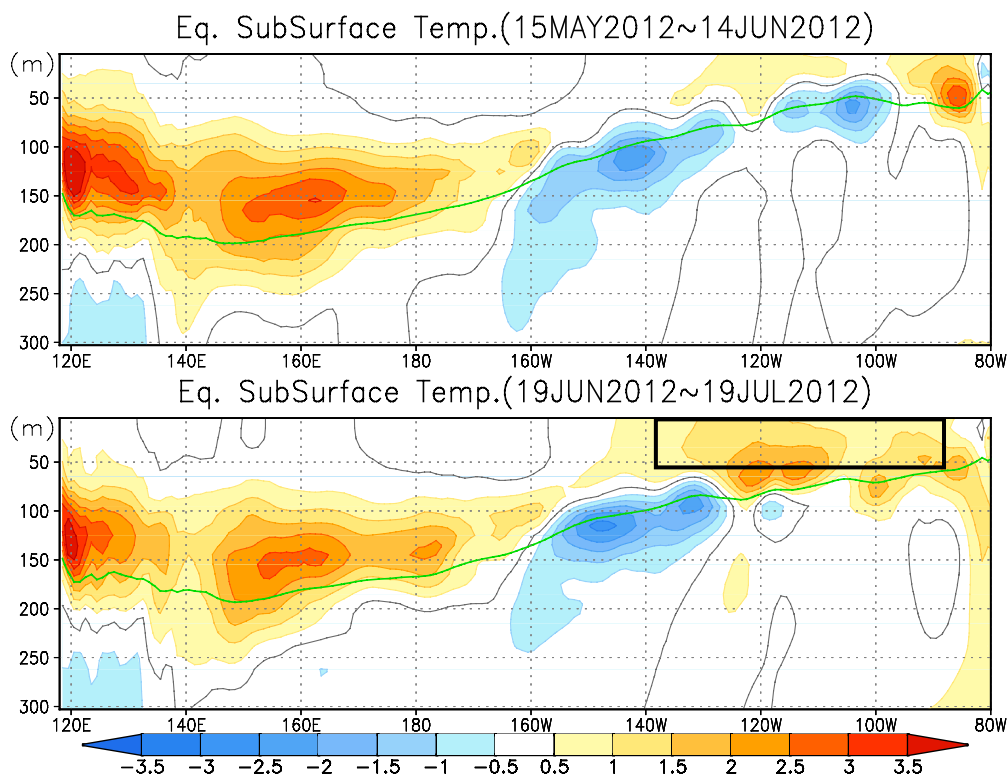 Eq. SubSurface Temp.(15MAY2012~14JUN2012)
(m)
50
100
150
200
250
300
120E 140E 160E 180 160W 140W 120W 100W 80W
Eq. SubSurface Temp.(19JUN2012~19JUL2012)
(m)
50
100
150
200
250
300
120E 140E 160E 180 160W 140W 120W 100W 80W
-3.5 -3 -2.5 -2 -1.5 -1 -0.5 0.5 1 1.5 2 2.5 3 3.5